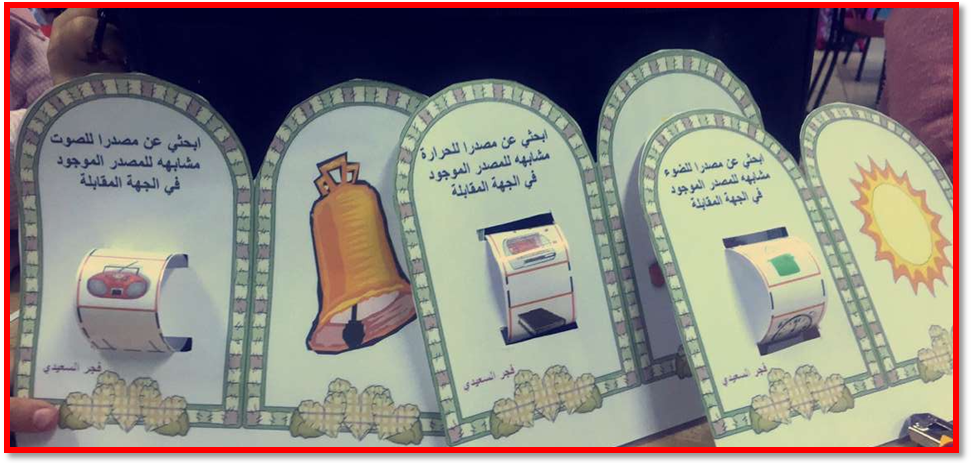 ابحثي عن مصدرا للصوت
مشابهه للمصدر الموجود
في الجهة المقابلة
فجر السعيدي
ابحثي عن مصدرا للحرارة
مشابهه للمصدر الموجود
في الجهة المقابلة
فجر السعيدي
ابحثي عن مصدرا للضوء
مشابهه للمصدر الموجود
في الجهة المقابلة
فجر السعيدي